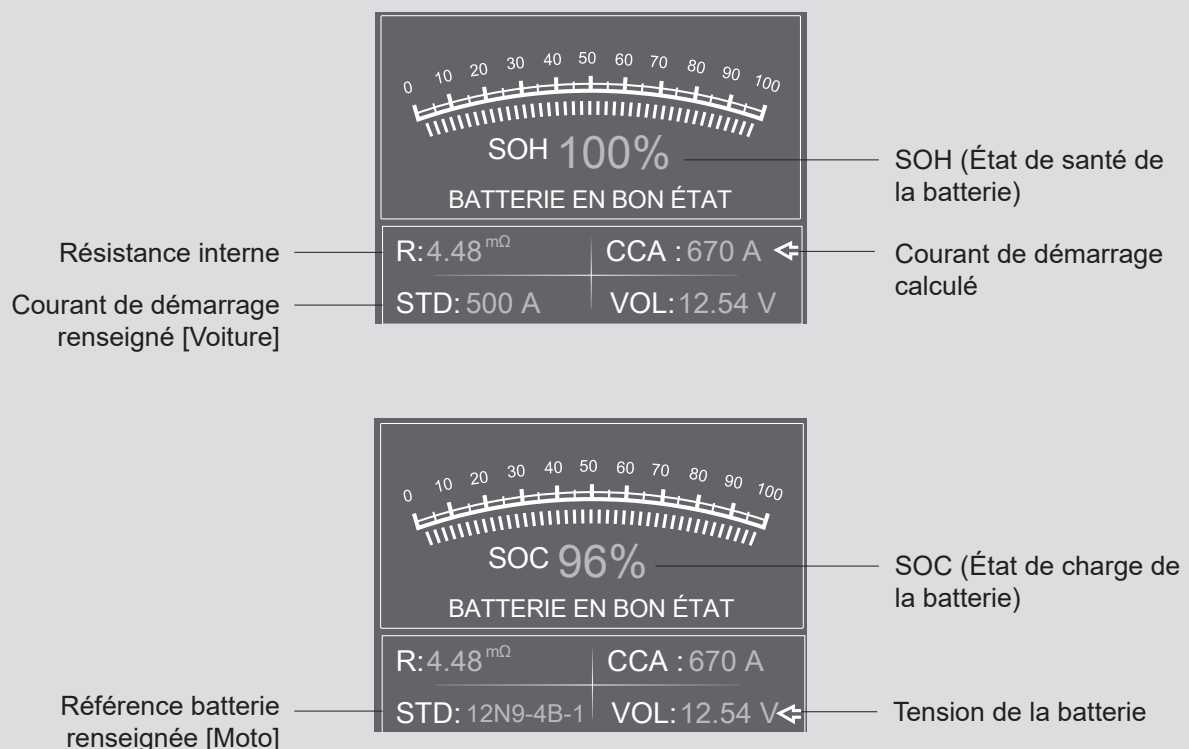 0 10 20 30 40 50 60 70 80 90 100
SOH 100%
BATTERIE EN BON ÉTAT
SOH (État de santé de
la batterie)
Résistance interne
R: 4.48 mΩ
CCA : 670 A
Courant de démarrage
calculé
Courant de démarrage
renseigné [Voiture]
STD: 500 A
VOL: 12.54 V
0 10 20 30 40 50 60 70 80 90 100
SOC 96%
BATTERIE EN BON ÉTAT
SOC (État de charge de
la batterie)
R: 4.48 mΩ
CCA : 670 A
Référence batterie
renseignée [Moto]
STD: 12N9-4B-1
VOL: 12.54 V
Tension de la batterie